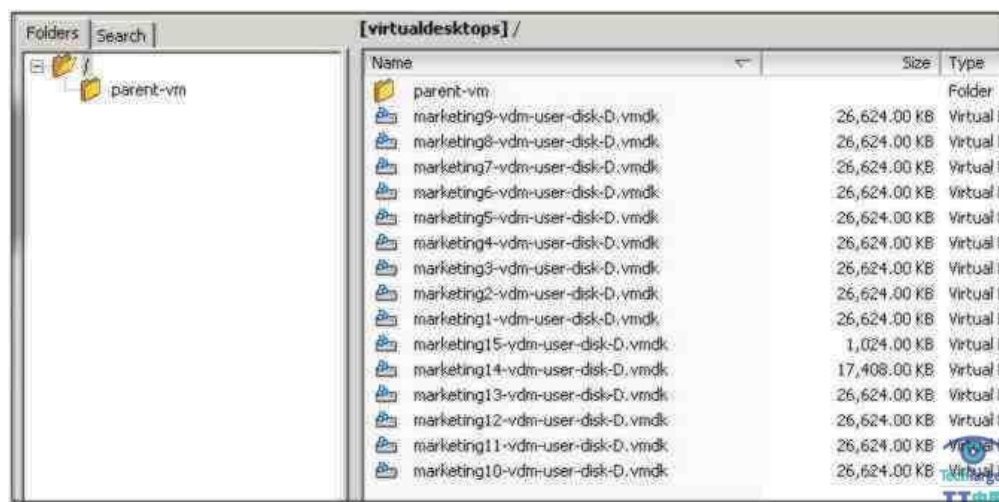 Folders Search
[virtualdesktops] /
/
parent-vm
Name Size Type
parent-vm Folder
marketing9-vdm-user-disk-D.vmdk 26,624.00 KB Virtual
marketing8-vdm-user-disk-D.vmdk 26,624.00 KB Virtual
marketing7-vdm-user-disk-D.vmdk 26,624.00 KB Virtual
marketing6-vdm-user-disk-D.vmdk 26,624.00 KB Virtual
marketing5-vdm-user-disk-D.vmdk 26,624.00 KB Virtual
marketing4-vdm-user-disk-D.vmdk 26,624.00 KB Virtual
marketing3-vdm-user-disk-D.vmdk 26,624.00 KB Virtual
marketing2-vdm-user-disk-D.vmdk 26,624.00 KB Virtual
marketing1-vdm-user-disk-D.vmdk 26,624.00 KB Virtual
marketing15-vdm-user-disk-D.vmdk 1,024.00 KB Virtual
marketing14-vdm-user-disk-D.vmdk 17,408.00 KB Virtual
marketing13-vdm-user-disk-D.vmdk 26,624.00 KB Virtual
marketing12-vdm-user-disk-D.vmdk 26,624.00 KB Virtual
marketing11-vdm-user-disk-D.vmdk 26,624.00 KB Virtual
marketing10-vdm-user-disk-D.vmdk 26,624.00 KB Virtual